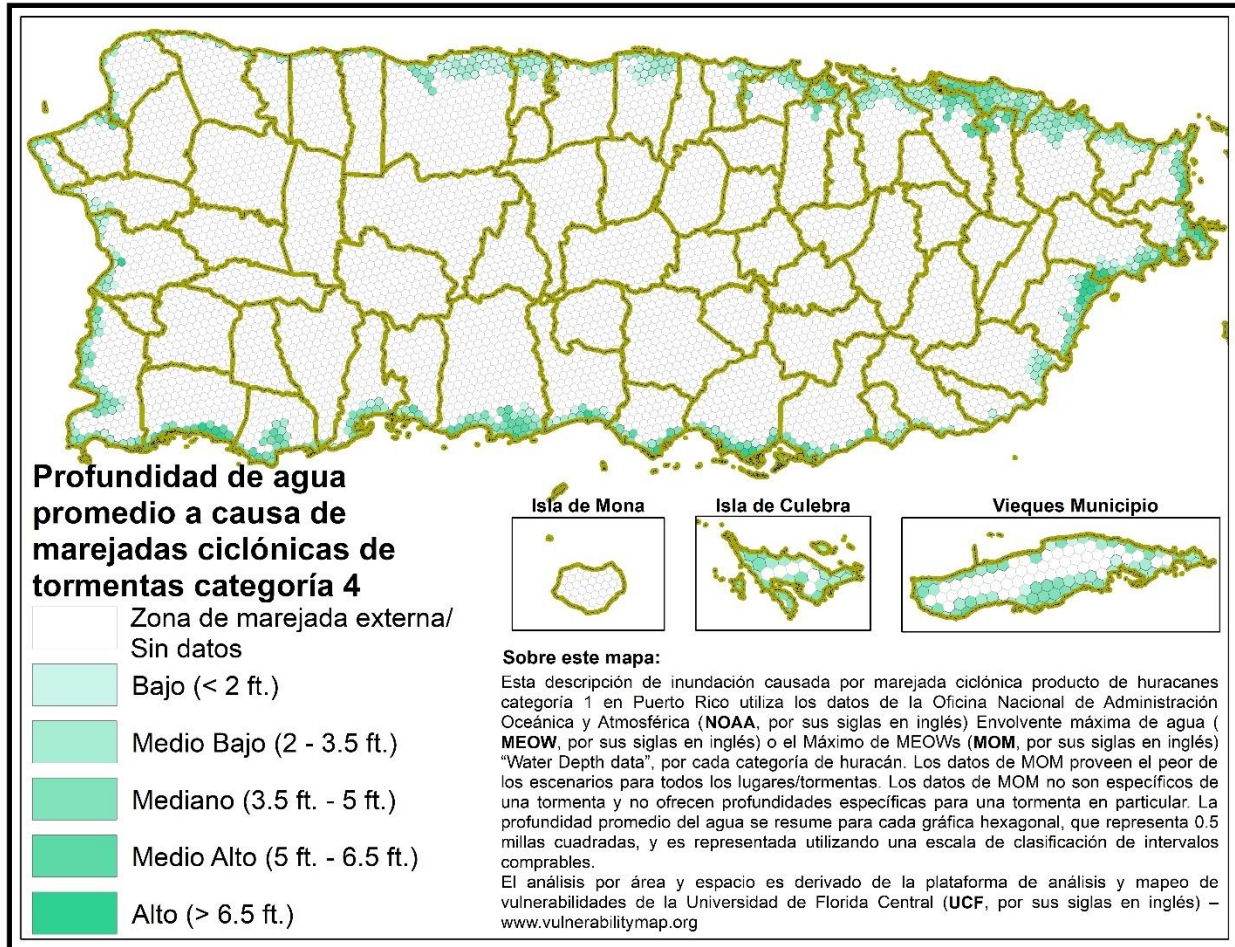 Profundidad de agua
promedio a causa de
marejadas ciclónicas de
tormentas categoría 4
Zona de marejada externa/
Sin datos
Bajo (< 2 ft.)
Medio Bajo (2 - 3.5 ft.)
Mediano (3.5 ft. - 5 ft.)
Medio Alto (5 ft. - 6.5 ft.)
Alto (> 6.5 ft.)
Isla de Mona
Isla de Culebra
Vieques Municipio
Sobre este mapa:
Esta descripción de inundación causada por marejada ciclónica producto de huracanes
categoría 1 en Puerto Rico utiliza los datos de la Oficina Nacional de Administración
Oceánica y Atmosférica (NOAA, por sus siglas en inglés) Envolvente máxima de agua (
MEOW, por sus siglas en inglés) o el Máximo de MEOWs (MOM, por sus siglas en inglés)
“Water Depth data”, por cada categoría de huracán. Los datos de MOM proveen el peor de
los escenarios para todos los lugares/tormentas. Los datos de MOM no son específicos de
una tormenta y no ofrecen profundidades específicas para una tormenta en particular. La
profundidad promedio del agua se resume para cada gráfica hexagonal, que representa 0.5
millas cuadradas, y es representada utilizando una escala de clasificación de intervalos
comprables.
El análisis por área y espacio es derivado de la plataforma de análisis y mapeo de
vulnerabilidades de la Universidad de Florida Central (UCF, por sus siglas en inglés) –
www.vulnerabilitymap.org